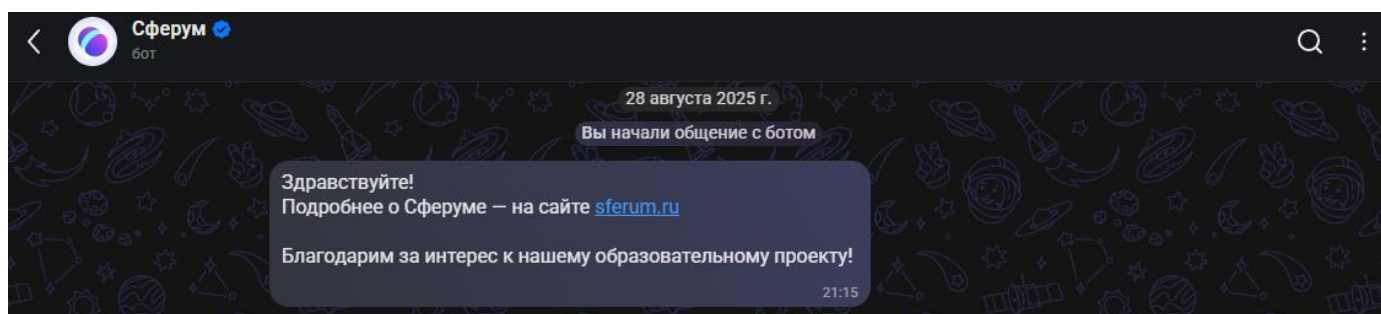 Сферум
бот
28 августа 2025 г.
Вы начали общение с ботом
Здравствуйте!
Подробнее о Сферуме — на сайте sferum.ru
Благодарим за интерес к нашему образовательному проекту!
21:15